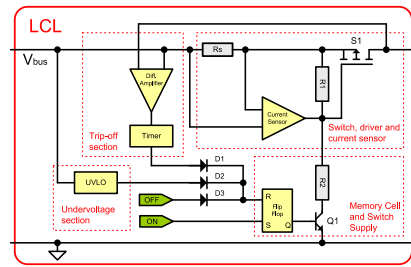 LCL
S1
Vbus
Rs
Diff.
Amplifier
R1
Current
Sensor
Trip-off
section
Timer
Switch, driver and
current sensor
D1
UVLO
D2
R2
OFF
D3
Memory Cell
and Switch
Supply
R
Flip
Flop
Undervoltage
section
ON
S
Q
Q1